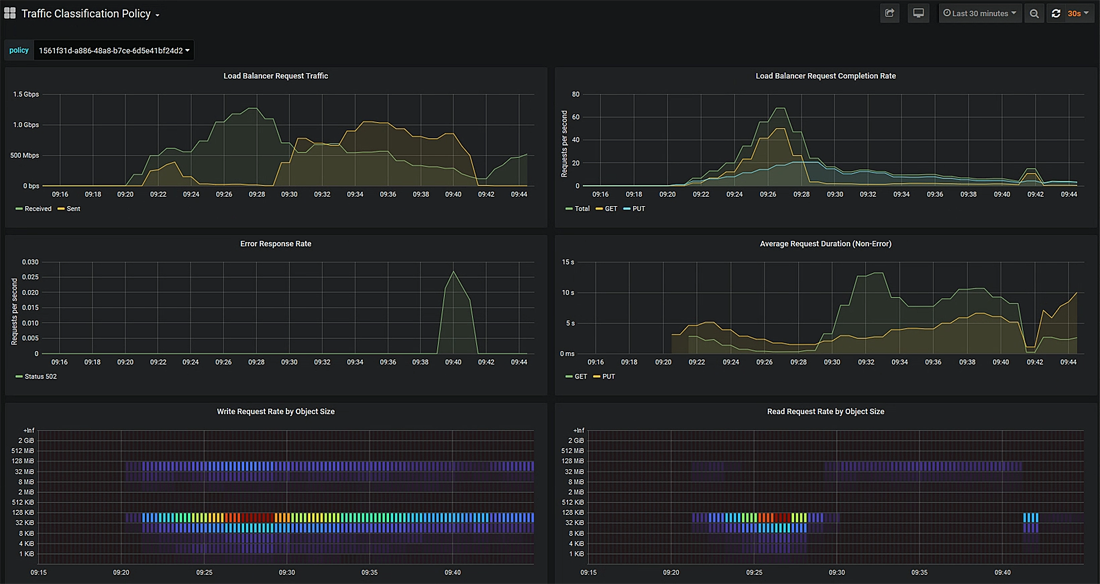 Traffic Classification Policy
Last 30 minutes
30s
policy
1561f31d-a886-48a8-b7ce-6d5e41bf24d2
Load Balancer Request Traffic
1.5 Gbps
1.0 Gbps
500 Mbps
0 bps
09:16 09:18 09:20 09:22 09:24 09:26 09:28 09:30 09:32 09:34 09:36 09:38 09:40 09:42 09:44
Received Sent
Load Balancer Request Completion Rate
Requests per second
80
60
40
20
0
09:16 09:18 09:20 09:22 09:24 09:26 09:28 09:30 09:32 09:34 09:36 09:38 09:40 09:42 09:44
Total GET PUT
Error Response Rate
Requests per second
0.030
0.025
0.020
0.015
0.010
0.005
0
09:16 09:18 09:20 09:22 09:24 09:26 09:28 09:30 09:32 09:34 09:36 09:38 09:40 09:42 09:44
Status 502
Average Request Duration (Non-Error)
15 s
10 s
5 s
0 ms
09:16 09:18 09:20 09:22 09:24 09:26 09:28 09:30 09:32 09:34 09:36 09:38 09:40 09:42 09:44
GET PUT
Write Request Rate by Object Size
+Inf
2 GiB
512 MiB
128 MiB
32 MiB
8 MiB
2 MiB
512 KiB
128 KiB
32 KiB
8 KiB
4 KiB
1 KiB
09:15 09:20 09:25 09:30 09:35 09:40
Read Request Rate by Object Size
+Inf
2 GiB
512 MiB
128 MiB
32 MiB
8 MiB
2 MiB
512 KiB
128 KiB
32 KiB
8 KiB
4 KiB
1 KiB
09:15 09:20 09:25 09:30 09:35 09:40